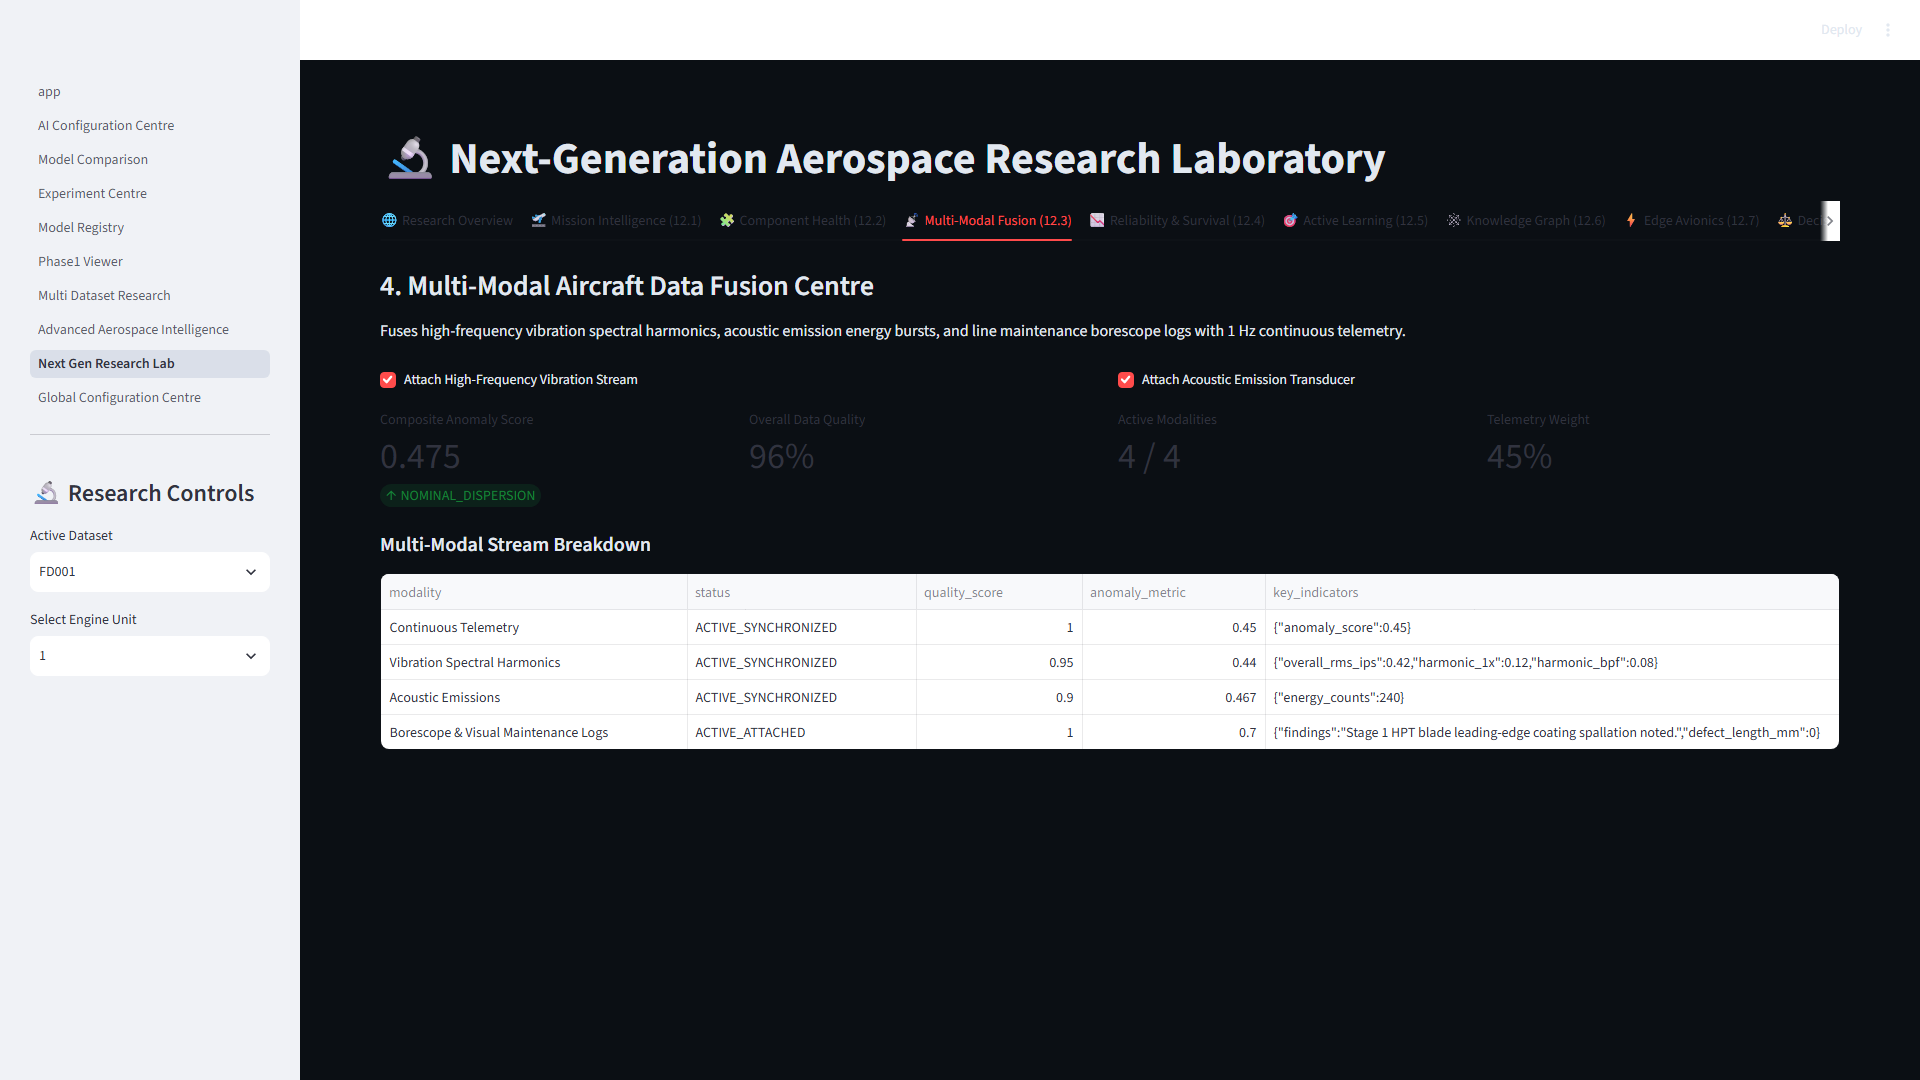 Deploy
app
AI Configuration Centre
Model Comparison
Experiment Centre
Model Registry
Phase1 Viewer
Multi Dataset Research
Advanced Aerospace Intelligence
Next Gen Research Lab
Global Configuration Centre
Research Controls
Active Dataset
FD001
Select Engine Unit
1
Next-Generation Aerospace Research Laboratory
Research Overview Mission Intelligence (12.1) Component Health (12.2) Multi-Modal Fusion (12.3) Reliability & Survival (12.4) Active Learning (12.5) Knowledge Graph (12.6) Edge Avionics (12.7)
4. Multi-Modal Aircraft Data Fusion Centre
Fuses high-frequency vibration spectral harmonics, acoustic emission energy bursts, and line maintenance borescope logs with 1 Hz continuous telemetry.
Attach High-Frequency Vibration Stream Attach Acoustic Emission Transducer
Composite Anomaly Score Overall Data Quality Active Modalities Telemetry Weight
0.475 96% 4 / 4 45%
↑ NOMINAL_DISPERSION
Multi-Modal Stream Breakdown
modality status quality_score anomaly_metric key_indicators
Continuous Telemetry ACTIVE_SYNCHRONIZED 1 0.45 {"anomaly_score":0.45}
Vibration Spectral Harmonics ACTIVE_SYNCHRONIZED 0.95 0.44 {"overall_rms_ips":0.42,"harmonic_1x":0.12,"harmonic_bpf":0.08}
Acoustic Emissions ACTIVE_SYNCHRONIZED 0.9 0.467 {"energy_counts":240}
Borescope & Visual Maintenance Logs ACTIVE_ATTACHED 1 0.7 {"findings":"Stage 1 HPT blade leading-edge coating spallation noted.","defect_length_mm":0}